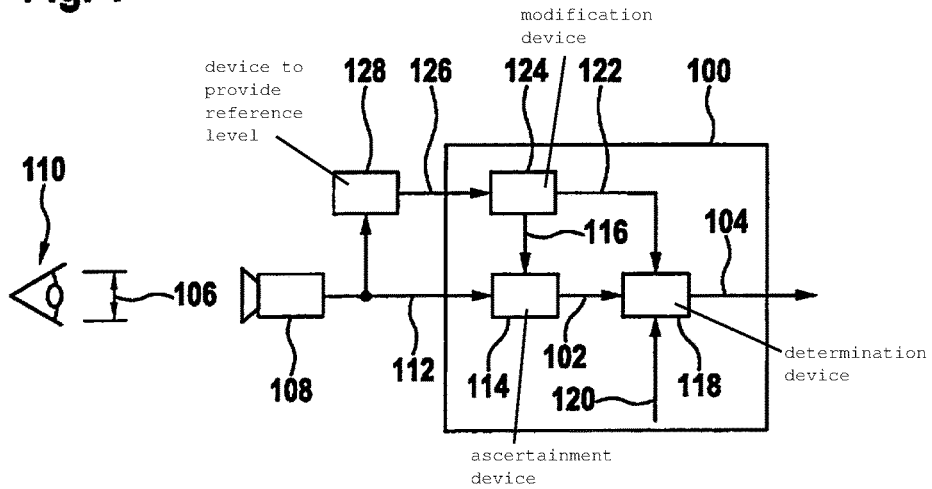 modification
device
device to
provide
reference
level
128
126
124
122
100
110
116
104
106
108
112
114
102
120
118
determination
device
ascertainment
device